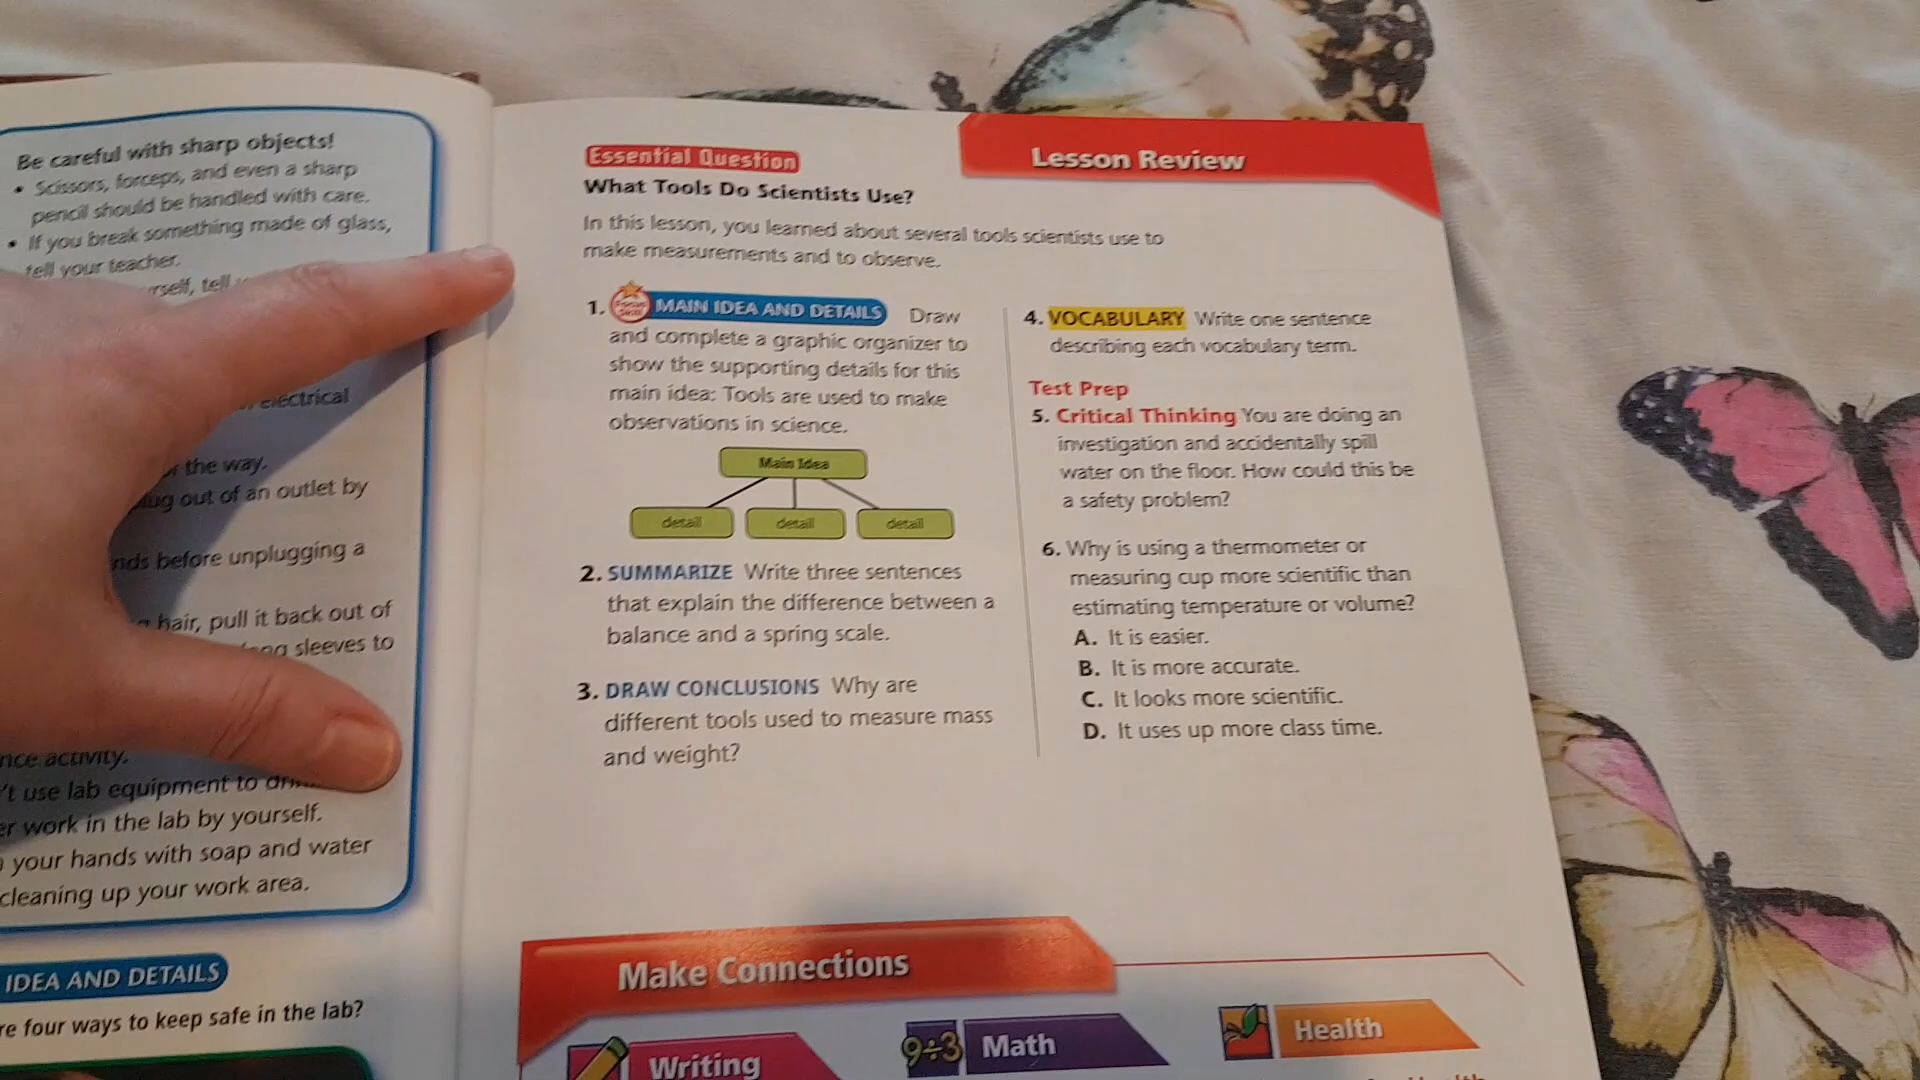 Be careful with sharp objects!
• Scissors, forceps, and even a sharp
pencil should be handled with care.
• If you break something made of glass,
tell your teacher.
tell
electrical
the way.
out of an outlet by
before unplugging a
hair, pull it back out of
sleeves to
activity.
use lab equipment to
work in the lab by yourself.
your hands with soap and water
cleaning up your work area.
IDEA AND DETAILS
four ways to keep safe in the lab?
Essential Question
Lesson Review
What Tools Do Scientists Use?
In this lesson, you learned about several tools scientists use to
make measurements and to observe.
1. Focus Skill MAIN IDEA AND DETAILS Draw
and complete a graphic organizer to
show the supporting details for this
main idea: Tools are used to make
observations in science.
Main Idea
detail detail detail
2. SUMMARIZE Write three sentences
that explain the difference between a
balance and a spring scale.
3. DRAW CONCLUSIONS Why are
different tools used to measure mass
and weight?
4. VOCABULARY Write one sentence
describing each vocabulary term.
Test Prep
5. Critical Thinking You are doing an
investigation and accidentally spill
water on the floor. How could this be
a safety problem?
6. Why is using a thermometer or
measuring cup more scientific than
estimating temperature or volume?
A. It is easier.
B. It is more accurate.
C. It looks more scientific.
D. It uses up more class time.
Make Connections
Writing
9÷3 Math
Health